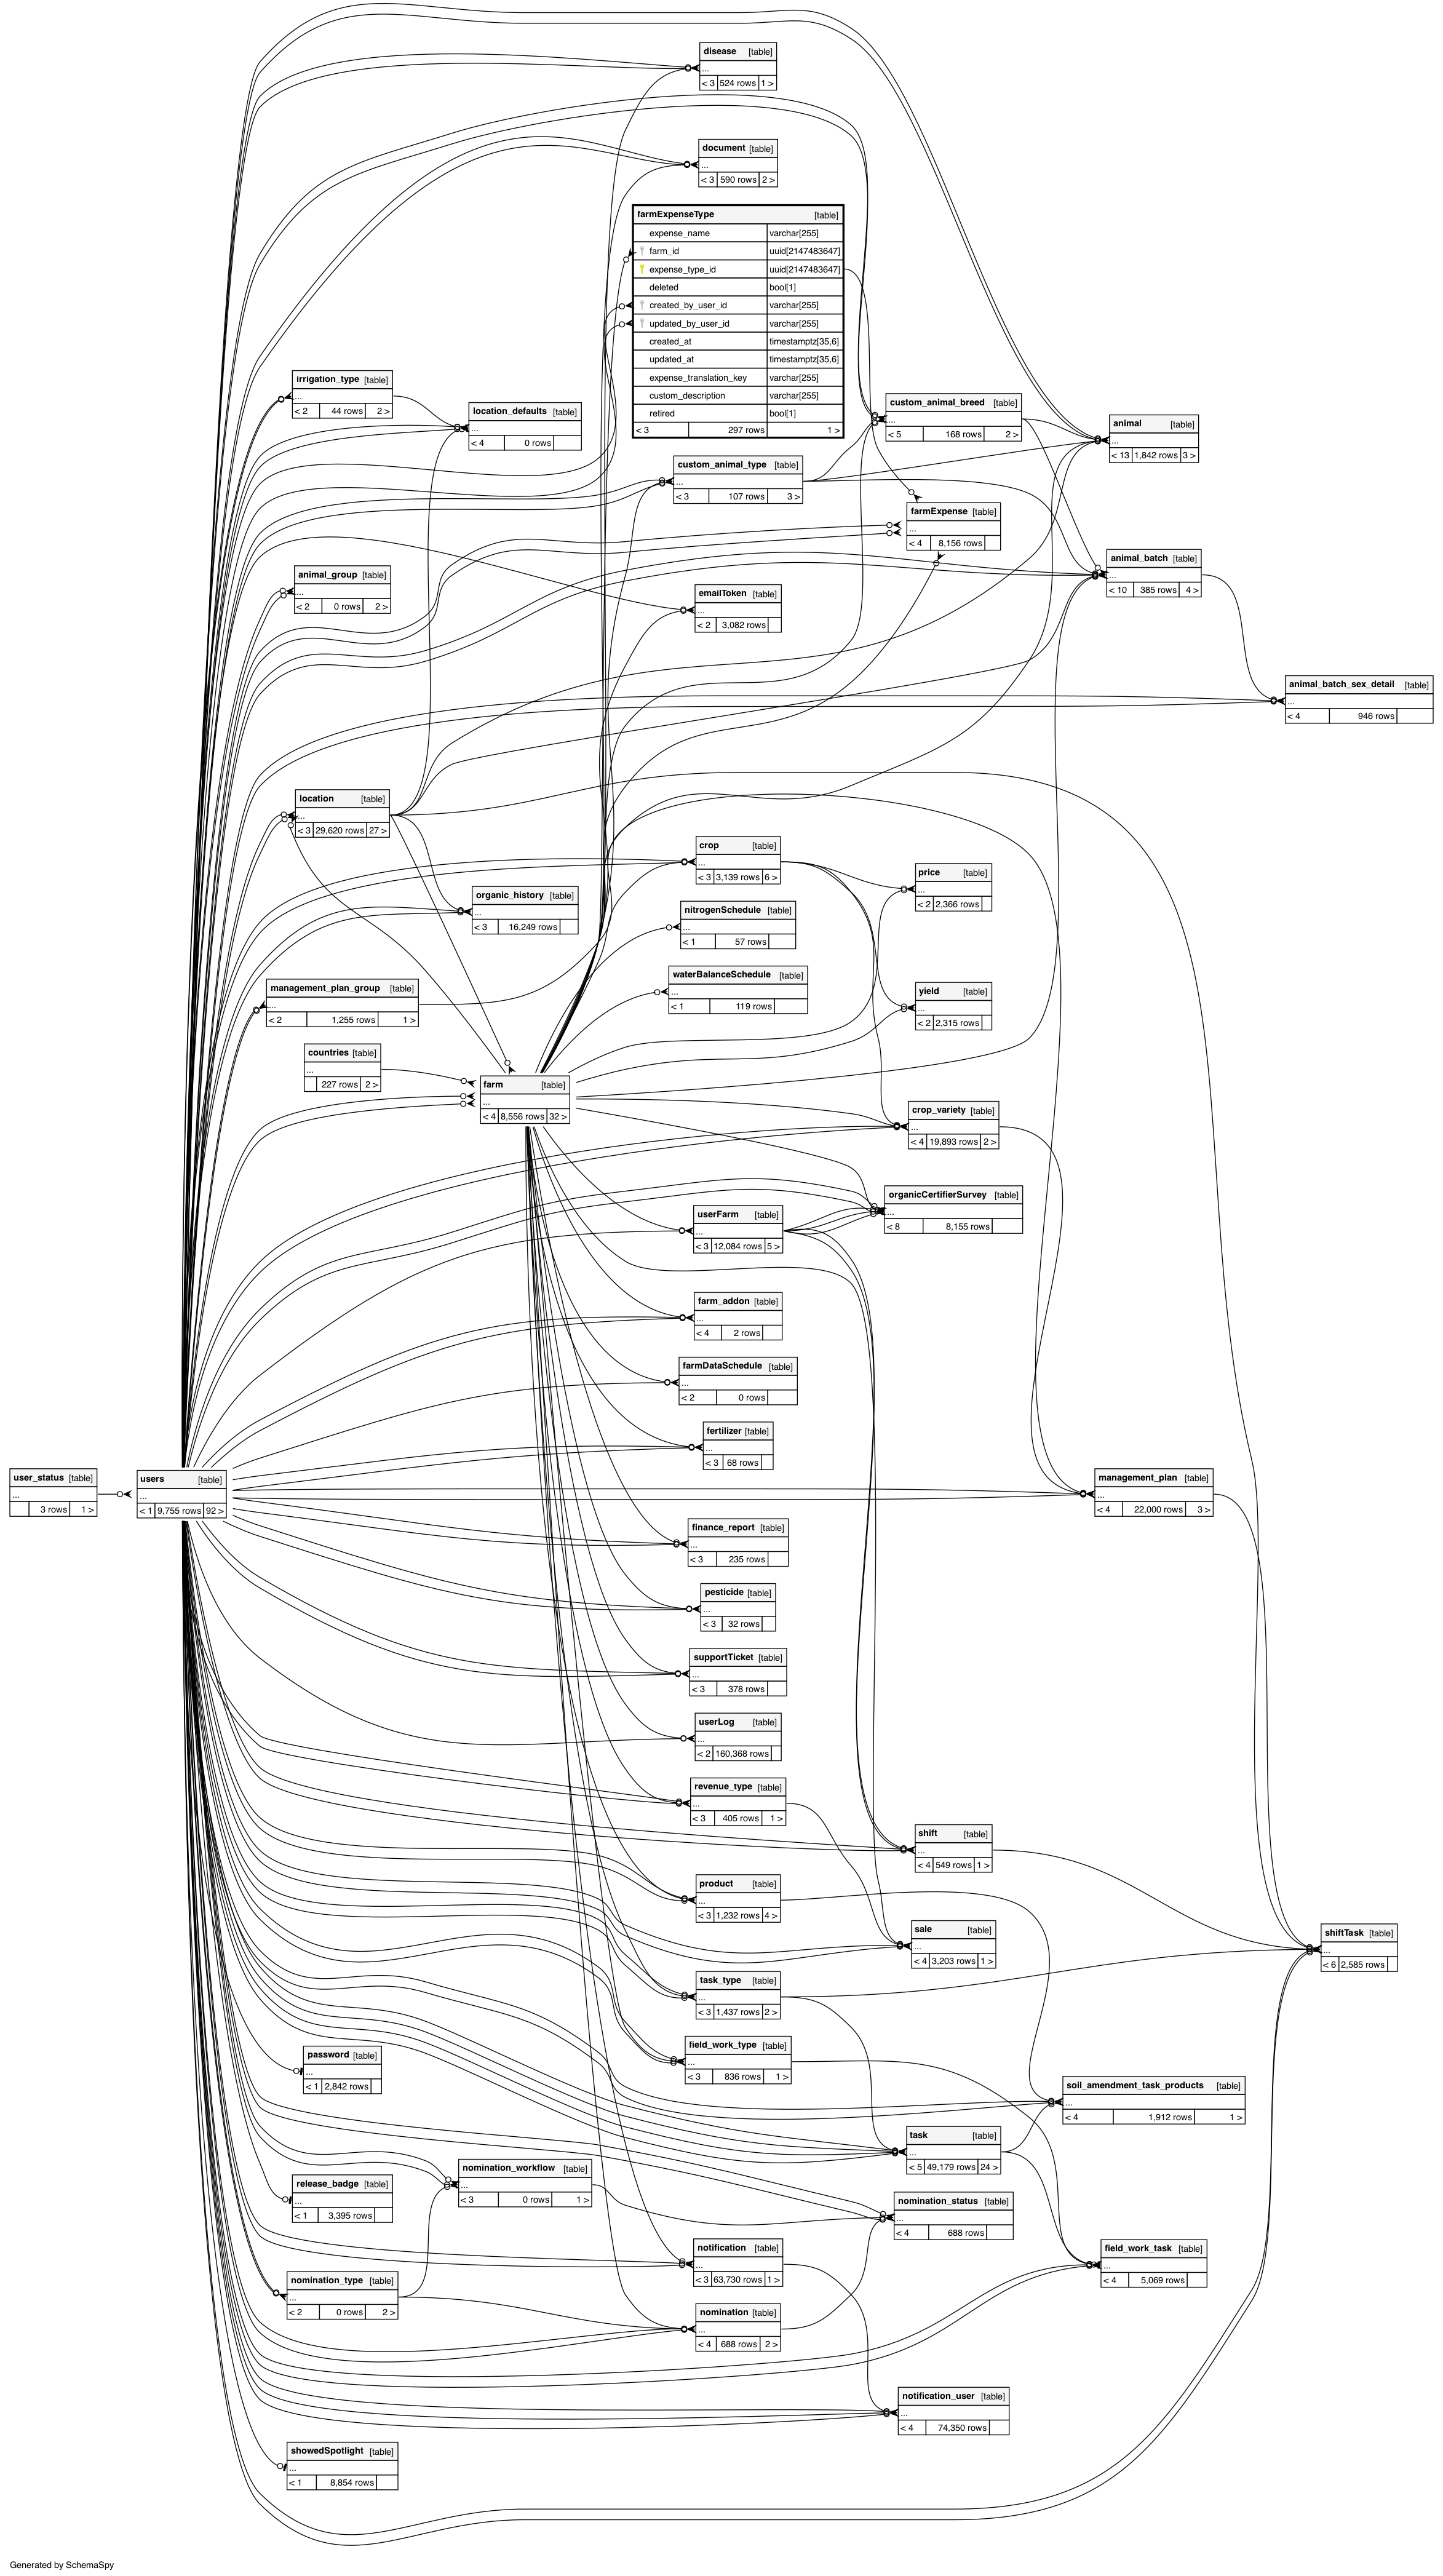 disease [table]
...
< 3 524 rows 1 >
document [table]
...
< 3 590 rows 2 >
farmExpenseType [table]
expense_name varchar[255]
farm_id uuid[2147483647]
expense_type_id uuid[2147483647]
deleted bool[1]
created_by_user_id varchar[255]
updated_by_user_id varchar[255]
created_at timestamptz[35,6]
updated_at timestamptz[35,6]
expense_translation_key varchar[255]
custom_description varchar[255]
retired bool[1]
< 3 297 rows 1 >
irrigation_type [table]
...
< 2 44 rows 2 >
location_defaults [table]
...
< 4 0 rows
custom_animal_breed [table]
...
< 5 168 rows 2 >
animal [table]
...
< 13 1,842 rows 3 >
custom_animal_type [table]
...
< 3 107 rows 3 >
farmExpense [table]
...
< 4 8,156 rows
animal_batch [table]
...
< 10 385 rows 4 >
animal_group [table]
...
< 2 0 rows 2 >
emailToken [table]
...
< 2 3,082 rows
animal_batch_sex_detail [table]
...
< 4 946 rows
location [table]
...
< 3 29,620 rows 27 >
crop [table]
...
< 3 3,139 rows 6 >
price [table]
...
< 2 2,366 rows
organic_history [table]
...
< 3 16,249 rows
nitrogenSchedule [table]
...
< 1 57 rows
waterBalanceSchedule [table]
...
< 1 119 rows
management_plan_group [table]
...
< 2 1,255 rows 1 >
yield [table]
...
< 2 2,315 rows
countries [table]
...
227 rows 2 >
farm [table]
...
< 4 8,556 rows 32 >
crop_variety [table]
...
< 4 19,893 rows 2 >
organicCertifierSurvey [table]
...
< 8 8,155 rows
userFarm [table]
...
< 3 12,084 rows 5 >
farm_addon [table]
...
< 4 2 rows
farmDataSchedule [table]
...
< 2 0 rows
fertilizer [table]
...
< 3 68 rows
user_status [table]
...
3 rows 1 >
users [table]
...
< 1 9,755 rows 92 >
management_plan [table]
...
< 4 22,000 rows 3 >
finance_report [table]
...
< 3 235 rows
pesticide [table]
...
< 3 32 rows
supportTicket [table]
...
< 3 378 rows
userLog [table]
...
< 2 160,368 rows
revenue_type [table]
...
< 3 405 rows 1 >
shift [table]
...
< 4 549 rows 1 >
product [table]
...
< 3 1,232 rows 4 >
sale [table]
...
< 4 3,203 rows 1 >
shiftTask [table]
...
< 6 2,585 rows
task_type [table]
...
< 3 1,437 rows 2 >
field_work_type [table]
...
< 3 836 rows 1 >
password [table]
...
< 1 2,842 rows
soil_amendment_task_products [table]
...
< 4 1,912 rows 1 >
task [table]
...
< 5 49,179 rows 24 >
nomination_workflow [table]
...
< 3 0 rows 1 >
release_badge [table]
...
< 1 3,395 rows
nomination_status [table]
...
< 4 688 rows
notification [table]
...
< 3 63,730 rows 1 >
field_work_task [table]
...
< 4 5,069 rows
nomination_type [table]
...
< 2 0 rows 2 >
nomination [table]
...
< 4 688 rows 2 >
notification_user [table]
...
< 4 74,350 rows
showedSpotlight [table]
...
< 1 8,854 rows
Generated by SchemaSpy